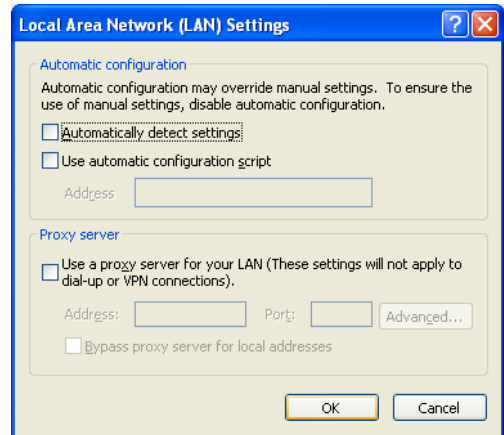 Local Area Network (LAN) Settings
Automatic configuration
Automatic configuration may override manual settings. To ensure the
use of manual settings, disable automatic configuration.
Automatically detect settings
Use automatic configuration script
Address
Proxy server
Use a proxy server for your LAN (These settings will not apply to
dial-up or VPN connections).
Address: Port: Advanced...
Bypass proxy server for local addresses
OK Cancel